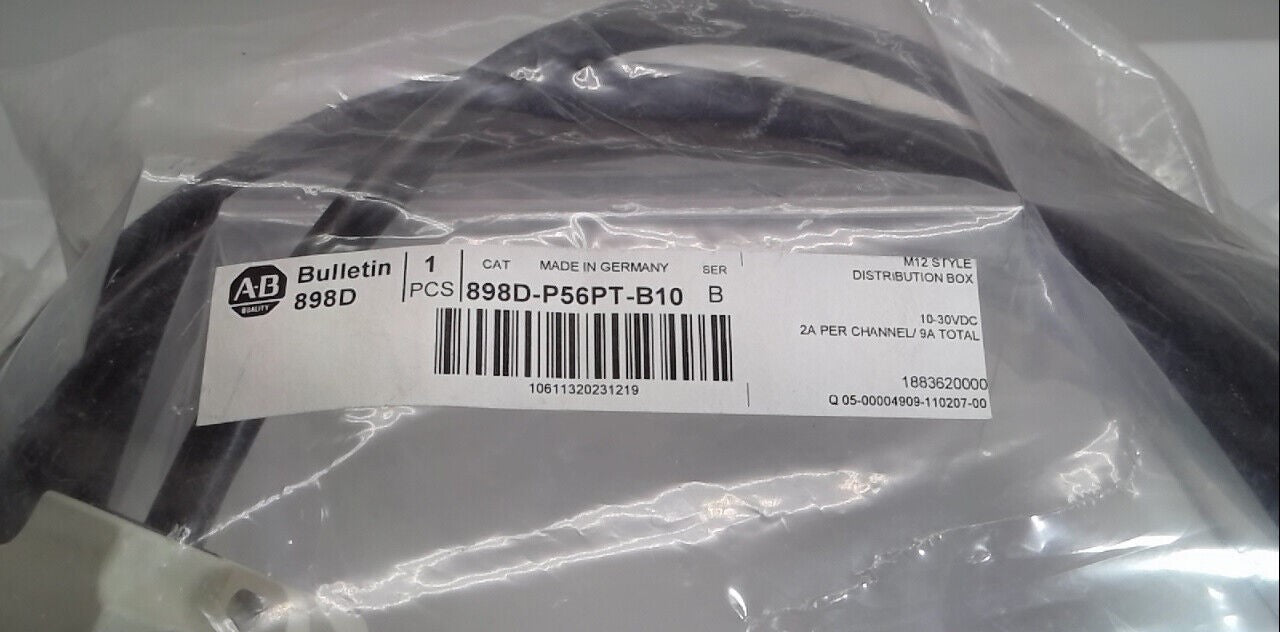 A-B
QUALITY
Bulletin
898D
1
PCS
CAT MADE IN GERMANY SER
898D-P56PT-B10 B
10611320231219
M12 STYLE
DISTRIBUTION BOX
10-30VDC
2A PER CHANNEL/ 9A TOTAL
1883620000
Q 05-00004909-110207-00